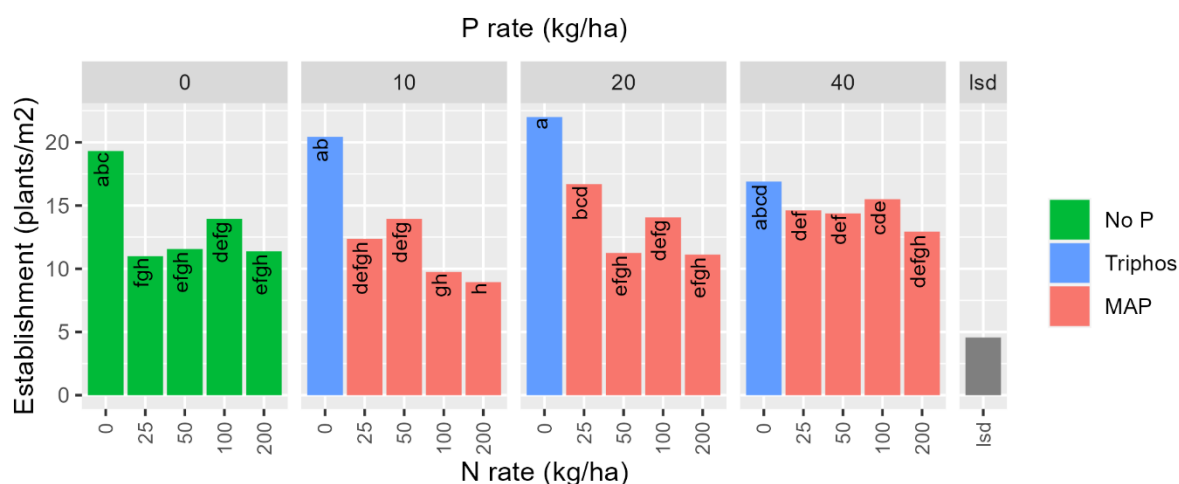 P rate (kg/ha)
0 10 20 40 lsd
Establishment (plants/m2)
20
15
10
5
0
abc fgh efgh defg efgh
ab defgh defg gh h
a bcd efgh defg efgh
abcd def def cde defgh
0 25 50 100 200 0 25 50 100 200 0 25 50 100 200 0 25 50 100 200 lsd
N rate (kg/ha)
No P
Triphos
MAP